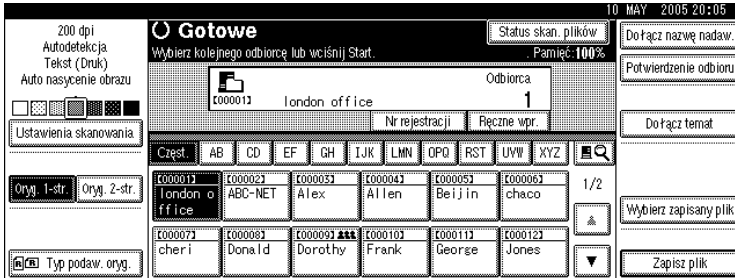 10 MAY 2005 20:05
200 dpi
Autodetekcja
Tekst (Druk)
Auto nasycenie obrazu
Ustawienia skanowania
Oryg. 1-str. Oryg. 2-str.
Typ podaw. oryg.
Gotowe
Status skan. plików
Wybierz kolejnego odbiorcę lub wciśnij Start.
. Pamięć:100%
Odbiorca
[00001] london office 1
Nr rejestracji Ręczne wpr.
Częst. AB CD EF GH IJK LMN OPQ RST UVW XYZ
[00001] [00002] [00003] [00004] [00005] [00006]
london o ABC-NET Alex Allen Beijin chaco
ffice
1/2
[00007] [00008] [00009] [00010] [00011] [00012]
cheri Donald Dorothy Frank George Jones
Dołącz nazwę nadaw.
Potwierdzenie odbioru
Dołącz temat
Wybierz zapisany plik
Zapisz plik